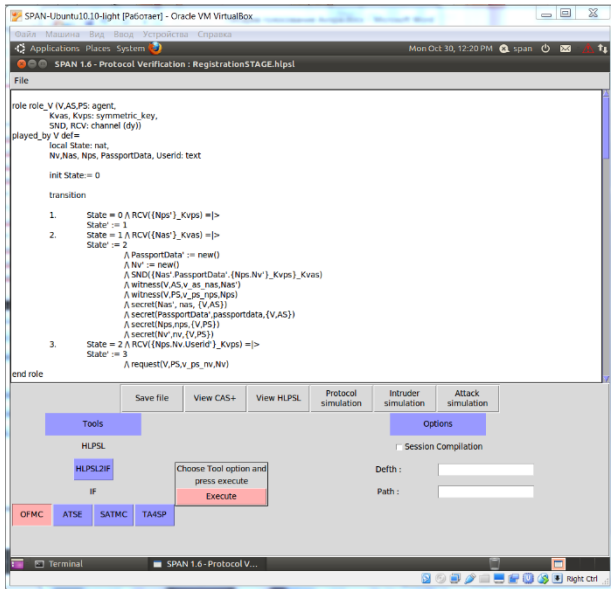 SPAN-Ubuntu10.10-light [Работает] - Oracle VM VirtualBox
Файл Машина Вид Ввод Устройства Справка
Applications Places System Mon Oct 30, 12:20 PM span
SPAN 1.6 - Protocol Verification : RegistrationSTAGE.hlpsl
File
role role_V (V,AS,PS: agent,
Kvas, Kvps: symmetric_key,
SND, RCV: channel (dy))
played_by V def=
local State: nat,
Nv,Nas, Nps, PassportData, UserId: text
init State:= 0
transition
1. State = 0 /\ RCV({Nps'}_Kvps) =|>
State' := 1
2. State = 1 /\ RCV({Nas'}_Kvas) =|>
State' := 2
/\ PassportData' := new()
/\ Nv' := new()
/\ SND({Nas'.PassportData'.{Nps.Nv'}_Kvps}_Kvas)
/\ witness(V,AS,v_as_nas,Nas')
/\ witness(V,PS,v_ps_nps,Nps)
/\ secret(Nas', nas, {V,AS})
/\ secret(PassportData',passportdata,{V,AS})
/\ secret(Nps,nps,{V,PS})
/\ secret(Nv',nv,{V,PS})
3. State = 2 /\ RCV({Nps.Nv.UserId'}_Kvps) =|>
State' := 3
/\ request(V,PS,v_ps_nv,Nv)
end role
Save file View CAS+ View HLPSL Protocol simulation Intruder simulation Attack simulation
Tools Options
HLPSL Session Compilation
HLPSL2IF Choose Tool option and press execute Defth :
IF Execute Path :
OFMC ATSE SATMC TA4SP
Terminal SPAN 1.6 - Protocol V...
Right Ctrl